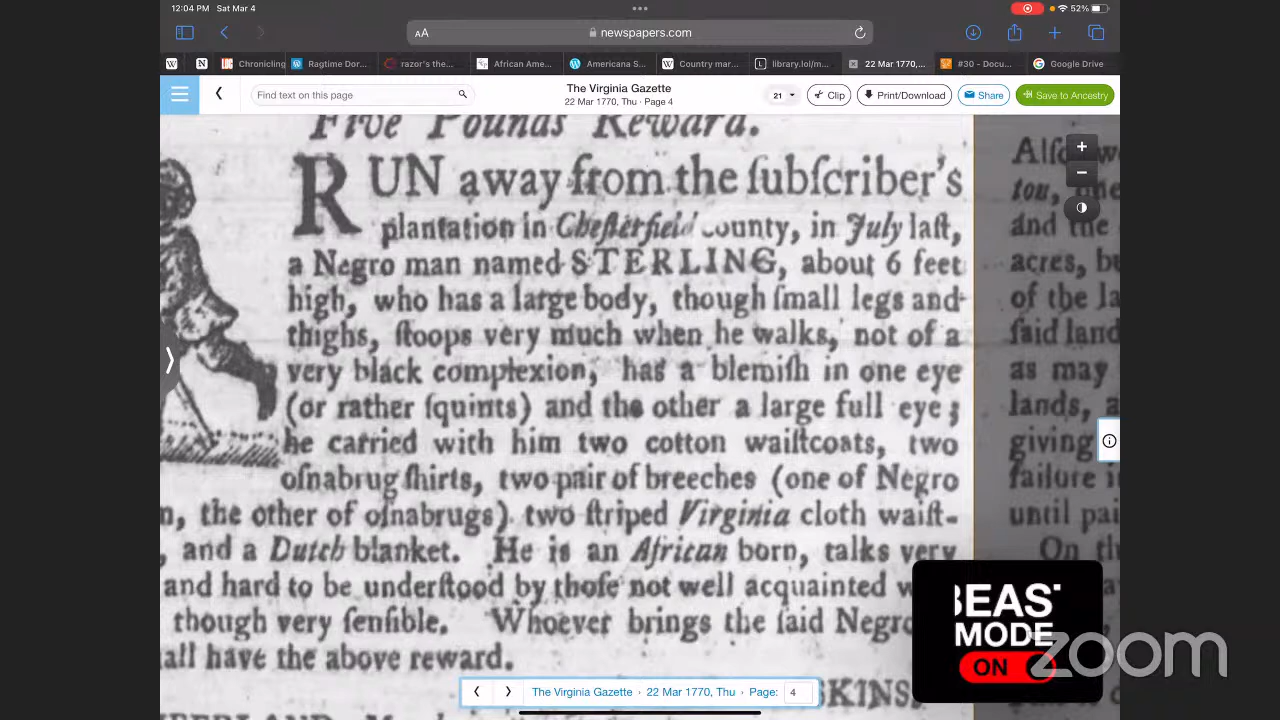 12:04 PM Sat Mar 4
52%
AA newspapers.com
Chronicling
Ragtime Dor...
razor's the...
African Ame...
Americana S...
Country mar...
library.lol/m...
22 Mar 1770,...
#30 - Docu...
Google Drive
Find text on this page
The Virginia Gazette
22 Mar 1770, Thu · Page 4
21
Clip
Print/Download
Share
Save to Ancestry
Five Pounds Reward.
RUN away from the ſubſcriber's
plantation in Cheſterfield county, in July laſt,
a Negro man named STERLING, about 6 feet
high, who has a large body, though ſmall legs and
thighs, ſtoops very much when he walks, not of a
very black complexion, has a blemiſh in one eye
(or rather ſquints) and the other a large full eye;
he carried with him two cotton waiſtcoats, two
oſnabrug ſhirts, two pair of breeches (one of Negro
, the other of oſnabrugs) two ſtriped Virginia cloth waiſt-
, and a Dutch blanket. He is an African born, talks very
and hard to be underſtood by thoſe not well acquainted
though very ſenſible. Whoever brings the ſaid Negro
all have the above reward.
SKINS.
Alſo
tou,
and the
acres,
of the
ſaid land
as may
lands,
giving
failure
until
On
The Virginia Gazette · 22 Mar 1770, Thu · Page: 4
BEAST
MODE
ON
zoom